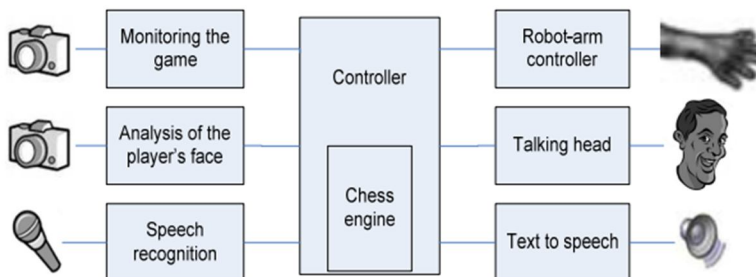 Monitoring the
game
Controller
Robot-arm
controller
Analysis of the
player's face
Talking head
Chess
engine
Speech
recognition
Text to speech